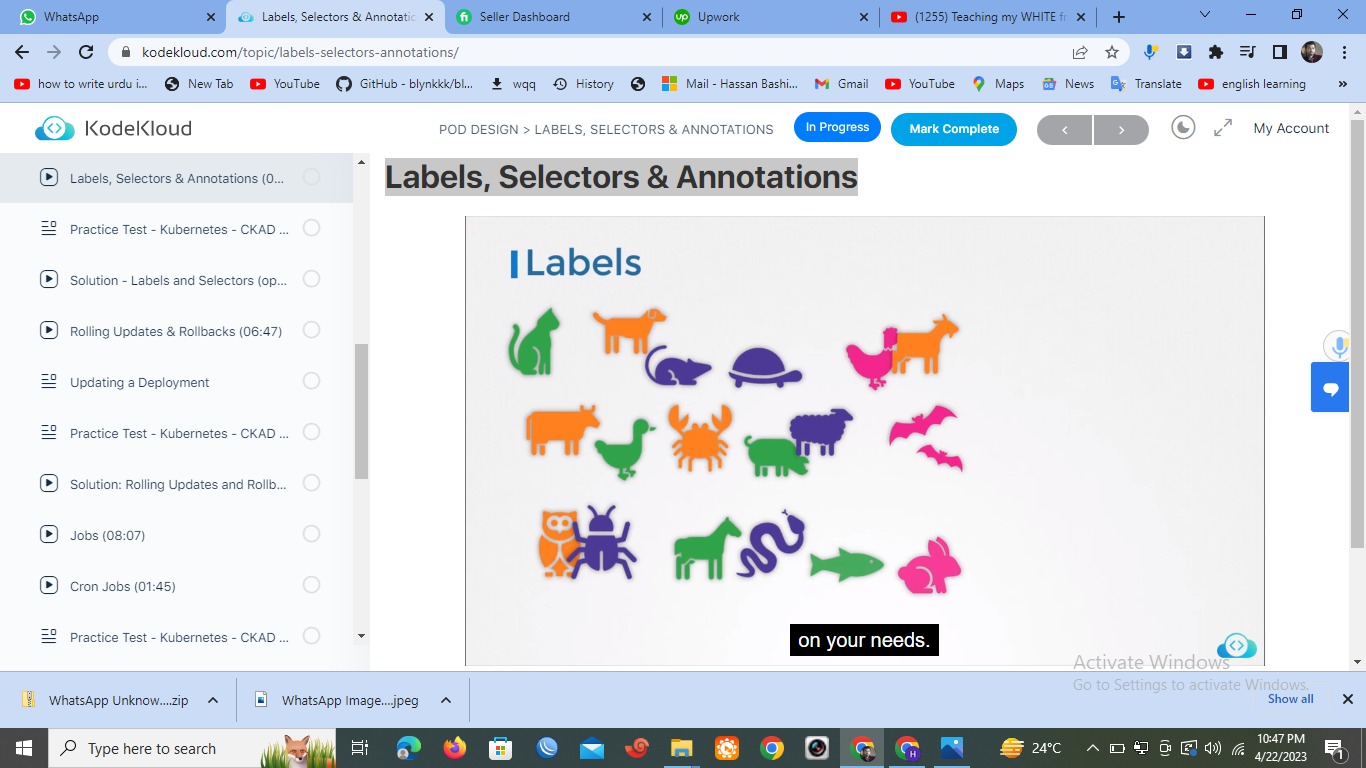 WhatsApp
Labels, Selectors & Annotatio
Seller Dashboard
Upwork
(1255) Teaching my WHITE fr
kodekloud.com/topic/labels-selectors-annotations/
how to write urdu i...
New Tab
YouTube
GitHub - blynkkk/bl...
wqq
History
Mail - Hassan Bashi...
Gmail
YouTube
Maps
News
Translate
english learning
KodeKloud
POD DESIGN > LABELS, SELECTORS & ANNOTATIONS
In Progress
Mark Complete
My Account
Labels, Selectors & Annotations (0...
Practice Test - Kubernetes - CKAD ...
Solution - Labels and Selectors (op...
Rolling Updates & Rollbacks (06:47)
Updating a Deployment
Practice Test - Kubernetes - CKAD ...
Solution: Rolling Updates and Rollb...
Jobs (08:07)
Cron Jobs (01:45)
Practice Test - Kubernetes - CKAD ...
Labels, Selectors & Annotations
Labels
on your needs.
Activate Windows
Go to Settings to activate Windows.
WhatsApp Unknow....zip
WhatsApp Image....jpeg
Show all
Type here to search
24°C
10:47 PM
4/22/2023
1